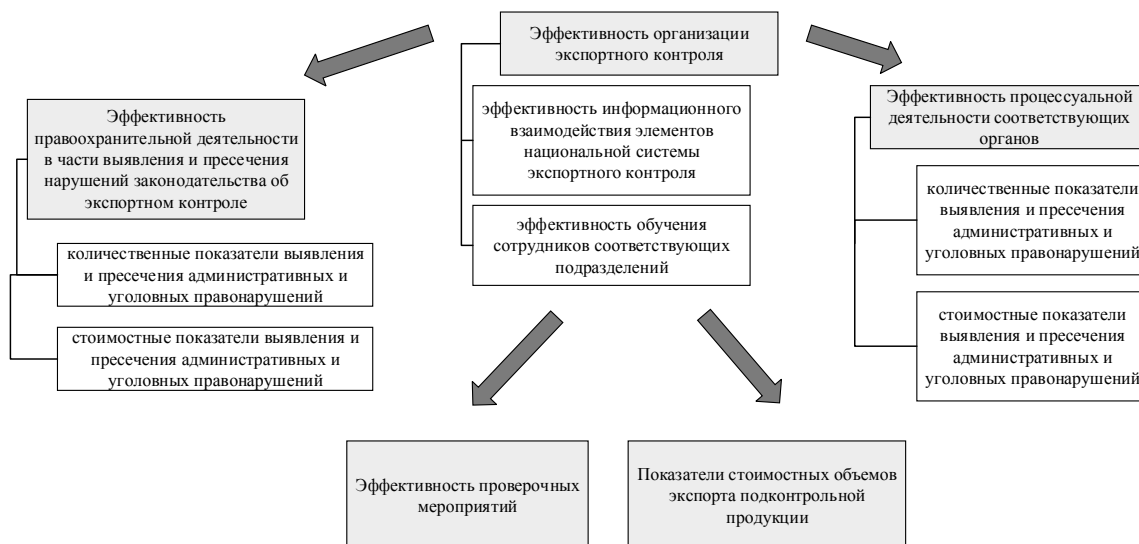 Эффективность организации
экспортного контроля
эффективность информационного
взаимодействия элементов
национальной системы
экспортного контроля
эффективность обучения
сотрудников соответствующих
подразделений
Эффективность
правоохранительной деятельности
в части выявления и пресечения
нарушений законодательства об
экспортном контроле
количественные показатели выявления
и пресечения административных и
уголовных правонарушений
стоимостные показатели выявления и
и пресечения административных и
уголовных правонарушений
Эффективность процессуальной
деятельности соответствующих
органов
количественные показатели
выявления и пресечения
административных и
уголовных правонарушений
стоимостные показатели
выявления и пресечения
административных и
уголовных правонарушений
Эффективность проверочных
мероприятий
Показатели стоимостных объемов
экспорта подконтрольной
продукции